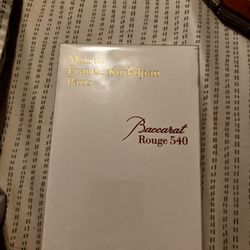 Maison
Francis Kurkdjian
Paris
Baccarat
Rouge 540